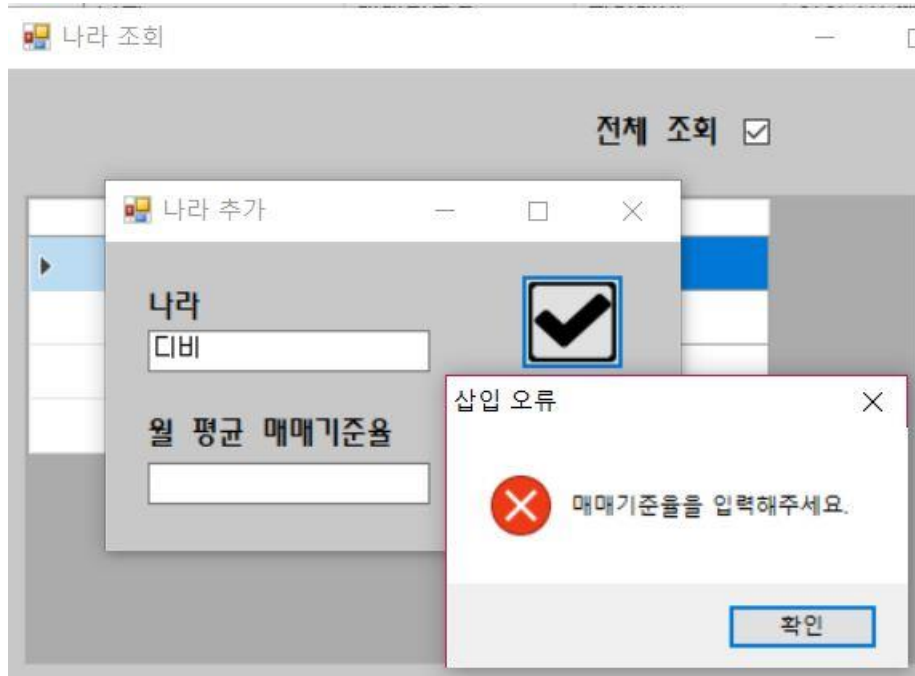 나라 조회
전체 조회
나라 추가
나라
디비
월 평균 매매기준율
삽입 오류
매매기준율을 입력해주세요.
확인